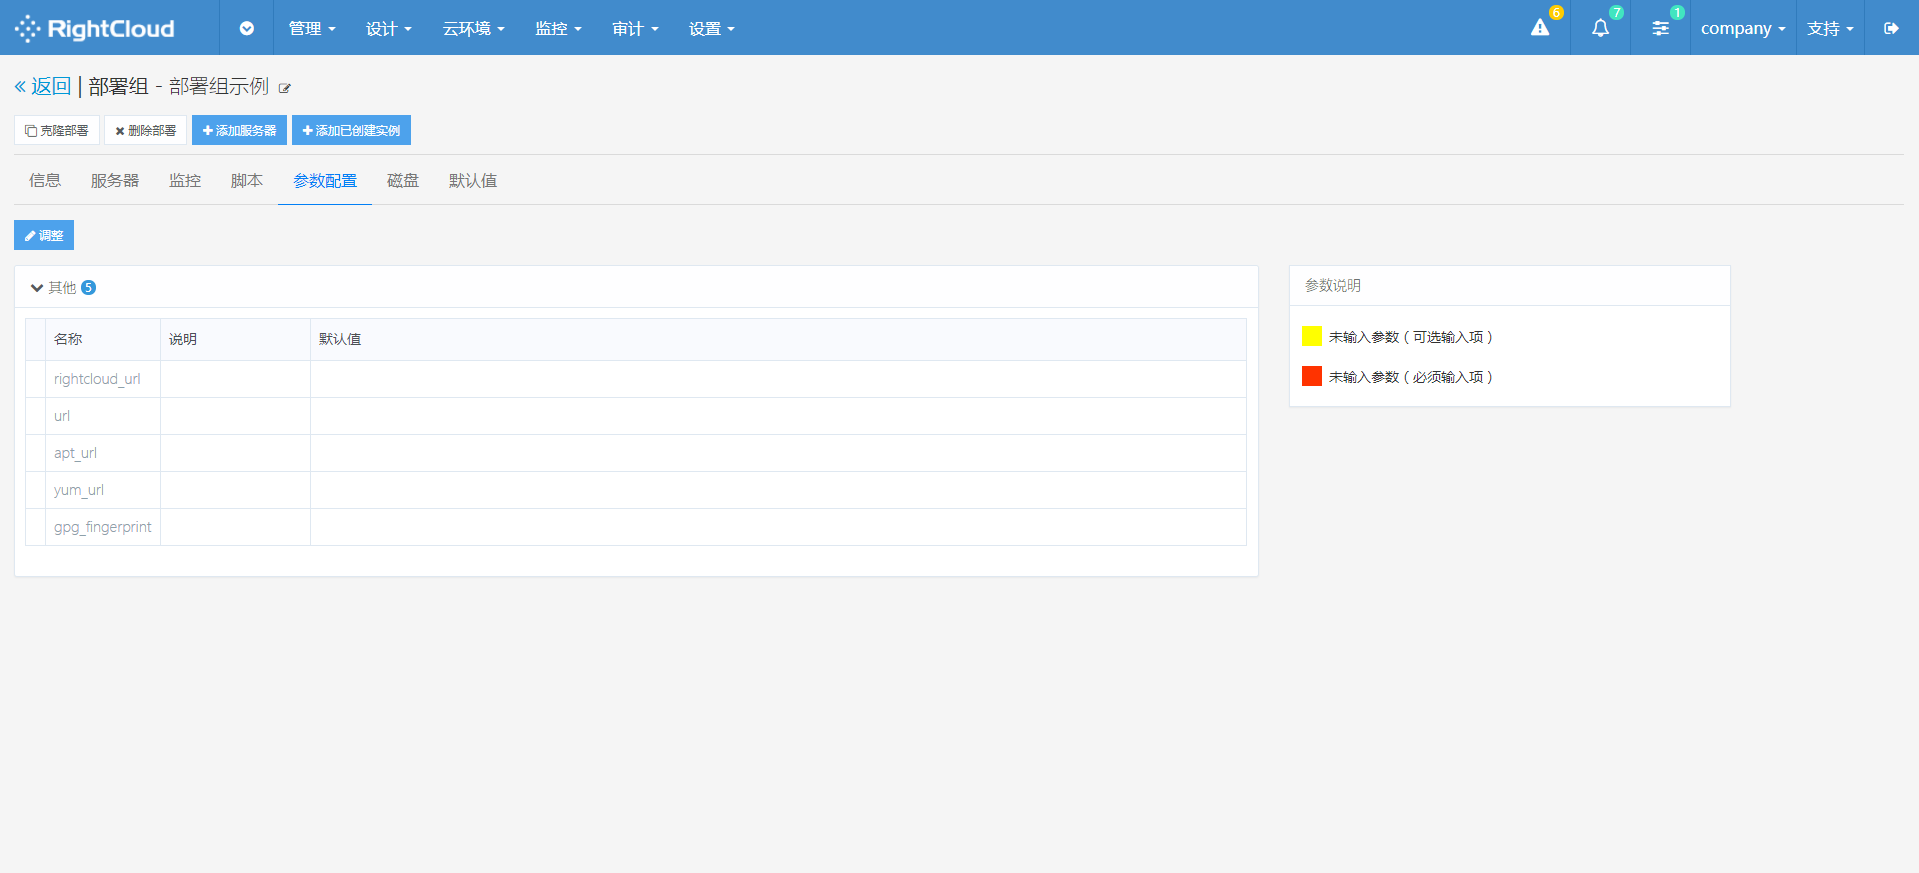 RightCloud 管理 设计 云环境 监控 审计 设置 6 7 1 company 支持
返回 | 部署组 - 部署组示例
克隆部署 删除部署 添加服务器 添加已创建实例
信息 服务器 监控 脚本 参数配置 磁盘 默认值
调整
其他 5
名称 说明 默认值
rightcloud_url
url
apt_url
yum_url
gpg_fingerprint
参数说明
未输入参数 ( 可选输入项 )
未输入参数 ( 必须输入项 )